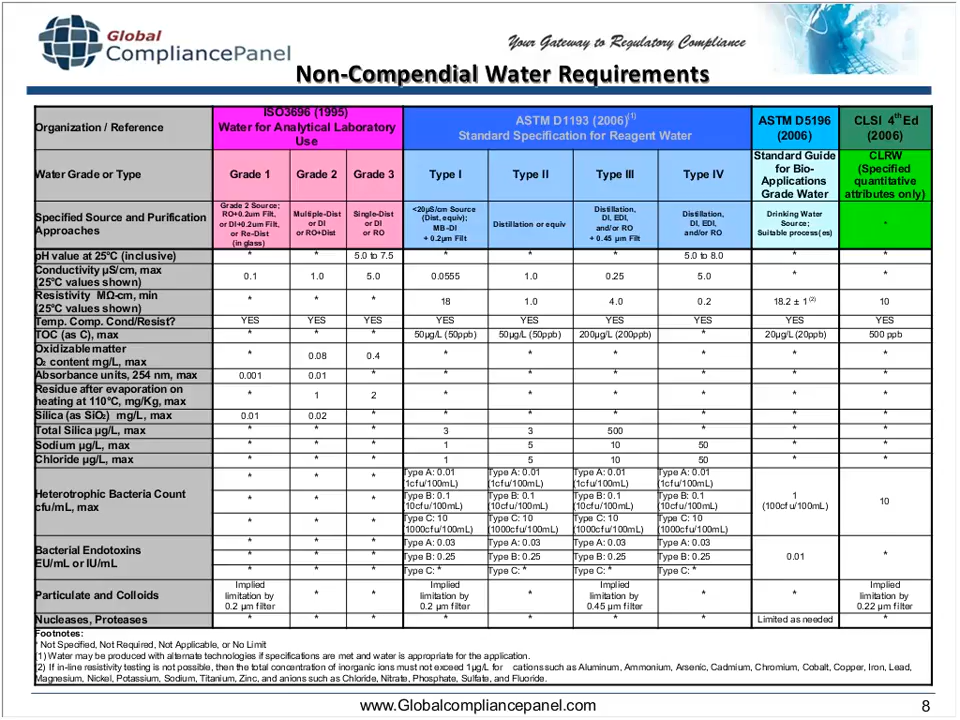 Global
CompliancePanel
Your Gateway to Regulatory Compliance
Non-Compendial Water Requirements
Organization / Reference
ISO3696 (1995)
Water for Analytical Laboratory
Use
ASTM D1193 (2006)(1)
Standard Specification for Reagent Water
ASTM D5196
(2006)
CLSI 4th Ed
(2006)
Water Grade or Type
Grade 1 Grade 2 Grade 3 Type I Type II Type III Type IV
Standard Guide
for Bio-
Applications
Grade Water
CLRW
(Specified
quantitative
attributes only)
Specified Source and Purification
Approaches
Grade 2 Source;
RO+0.2um Filt,
or DI+0.2um Filt,
or Re-Dist
(in glass)
Multiple-Dist
or DI
or RO+Dist
Single-Dist
or DI
or RO
<20µS/cm Source
(Dist, equiv);
MB-DI
+ 0.2µm Filt
Distillation or equiv
Distillation,
DI, EDI,
and/or RO
+ 0.45 µm Filt
Distillation,
DI, EDI,
and/or RO
Drinking Water
Source;
Suitable process(es)
*
pH value at 25°C (inclusive) * * 5.0 to 7.5 * * * 5.0 to 8.0 * *
Conductivity µS/cm, max
(25°C values shown)
0.1 1.0 5.0 0.0555 1.0 0.25 5.0 * *
Resistivity MΩ-cm, min
(25°C values shown)
* * * 18 1.0 4.0 0.2 18.2 ± 1 (2) 10
Temp. Comp. Cond/Resist? YES YES YES YES YES YES YES YES YES
TOC (as C), max * * * 50µg/L (50ppb) 50µg/L (50ppb) 200µg/L (200ppb) * 20µg/L (20ppb) 500 ppb
Oxidizable matter
O₂ content mg/L, max
* 0.08 0.4 * * * * * *
Absorbance units, 254 nm, max 0.001 0.01 * * * * * * *
Residue after evaporation on
heating at 110°C, mg/Kg, max
* 1 2 * * * * * *
Silica (as SiO₂) mg/L, max 0.01 0.02 * * * * * * *
Total Silica µg/L, max * * * 3 3 500 * * *
Sodium µg/L, max * * * 1 5 10 50 * *
Chloride µg/L, max * * * 1 5 10 50 * *
Heterotrophic Bacteria Count
cfu/mL, max
* * * Type A: 0.01 Type A: 0.01 Type A: 0.01 Type A: 0.01
(1cfu/100mL) (1cfu/100mL) (1cfu/100mL) (1cfu/100mL)
* * * Type B: 0.1 Type B: 0.1 Type B: 0.1 Type B: 0.1
(10cfu/100mL) (10cfu/100mL) (10cfu/100mL) (10cfu/100mL)
* * * Type C: 10 Type C: 10 Type C: 10 Type C: 10
(1000cfu/100mL) (1000cfu/100mL) (1000cfu/100mL) (1000cfu/100mL)
1
(100cfu/100mL)
10
Bacterial Endotoxins
EU/mL or IU/mL
* * * Type A: 0.03 Type A: 0.03 Type A: 0.03 Type A: 0.03
* * * Type B: 0.25 Type B: 0.25 Type B: 0.25 Type B: 0.25
* * * Type C: * Type C: * Type C: * Type C: *
0.01 *
Particulate and Colloids
Implied
limitation by
0.2 µm filter
* *
Implied
limitation by
0.2 µm filter
*
Implied
limitation by
0.45 µm filter
* *
Implied
limitation by
0.22 µm filter
Nucleases, Proteases * * * * * * * Limited as needed *
Footnotes:
* Not Specified, Not Required, Not Applicable, or No Limit
(1) Water may be produced with alternate technologies if specifications are met and water is appropriate for the application.
(2) If in-line resistivity testing is not possible, then the total concentration of inorganic ions must not exceed 1µg/L for cations such as Aluminum, Ammonium, Arsenic, Cadmium, Chromium, Cobalt, Copper, Iron, Lead,
Magnesium, Nickel, Potassium, Sodium, Titanium, Zinc, and anions such as Chloride, Nitrate, Phosphate, Sulfate, and Fluoride.
www.Globalcompliancepanel.com
8